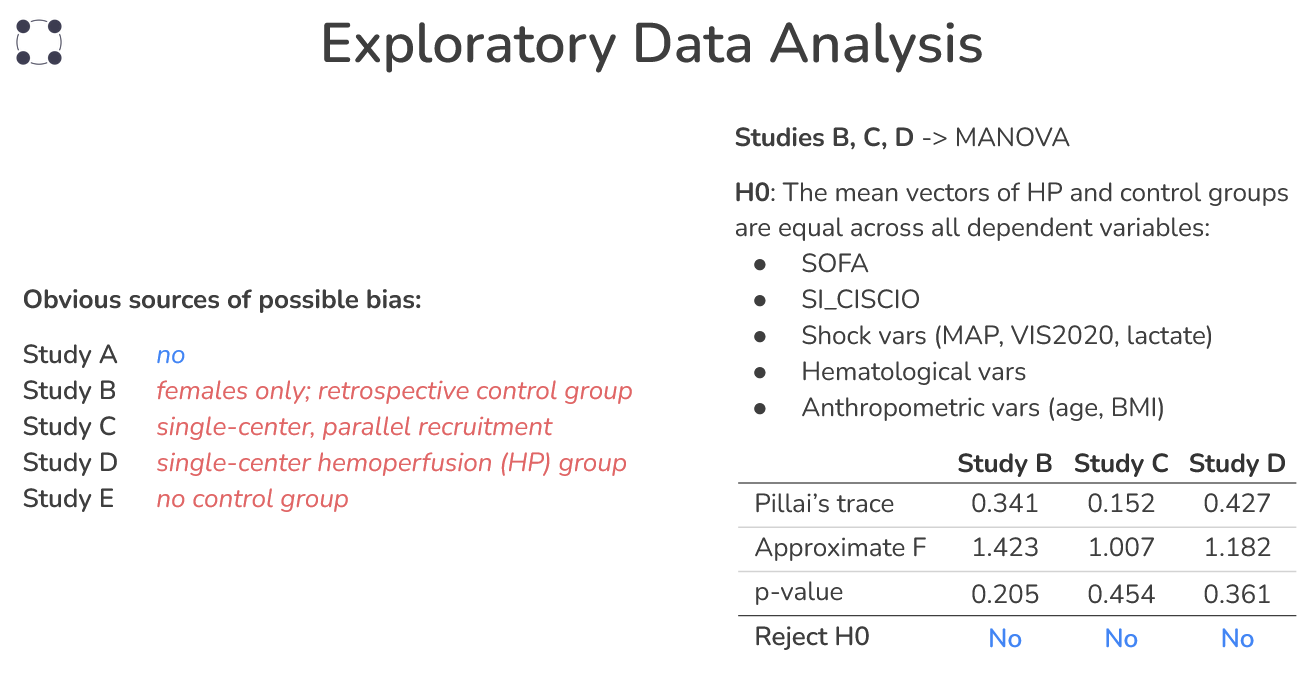 Exploratory Data Analysis
Obvious sources of possible bias:
Study A no
Study B females only; retrospective control group
Study C single-center, parallel recruitment
Study D single-center hemoperfusion (HP) group
Study E no control group
Studies B, C, D -> MANOVA
H0: The mean vectors of HP and control groups
are equal across all dependent variables:
● SOFA
● SI_CISCIO
● Shock vars (MAP, VIS2020, lactate)
● Hematological vars
● Anthropometric vars (age, BMI)
Study B Study C Study D
Pillai’s trace 0.341 0.152 0.427
Approximate F 1.423 1.007 1.182
p-value 0.205 0.454 0.361
Reject H0 No No No